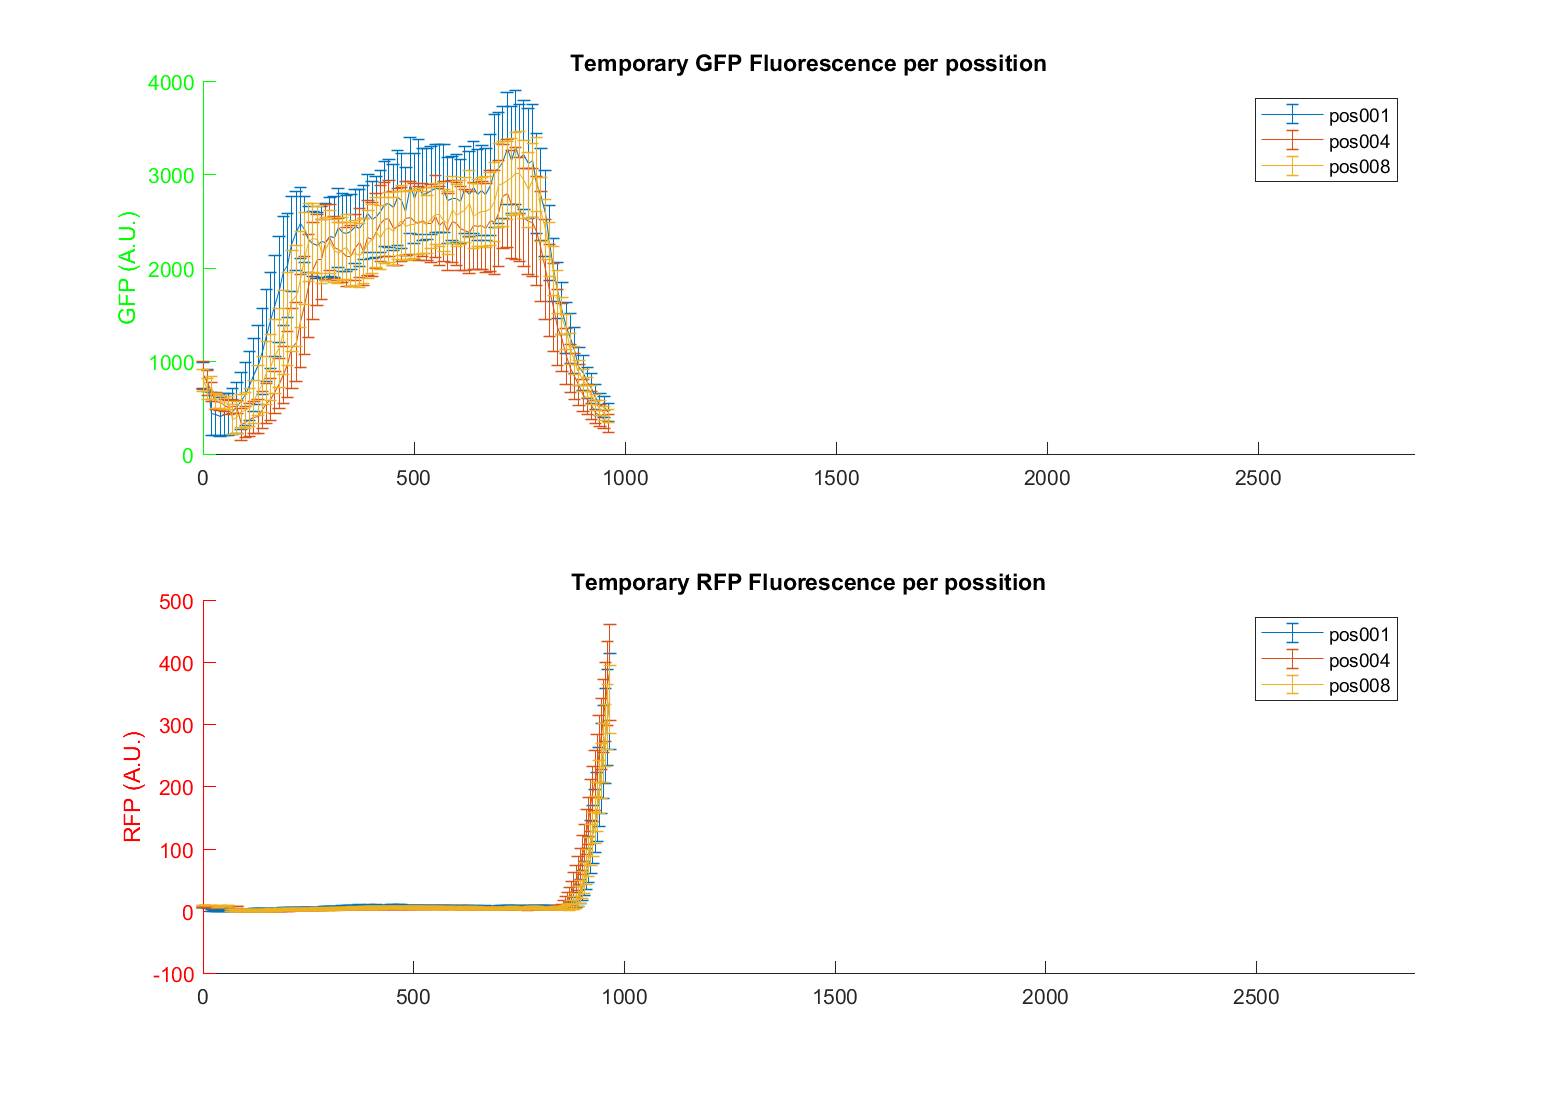 Temporary GFP Fluorescence per possition
4000
3000
2000
1000
0
GFP (A.U.)
0 500 1000 1500 2000 2500
pos001
pos004
pos008
Temporary RFP Fluorescence per possition
500
400
300
200
100
0
-100
RFP (A.U.)
0 500 1000 1500 2000 2500
pos001
pos004
pos008